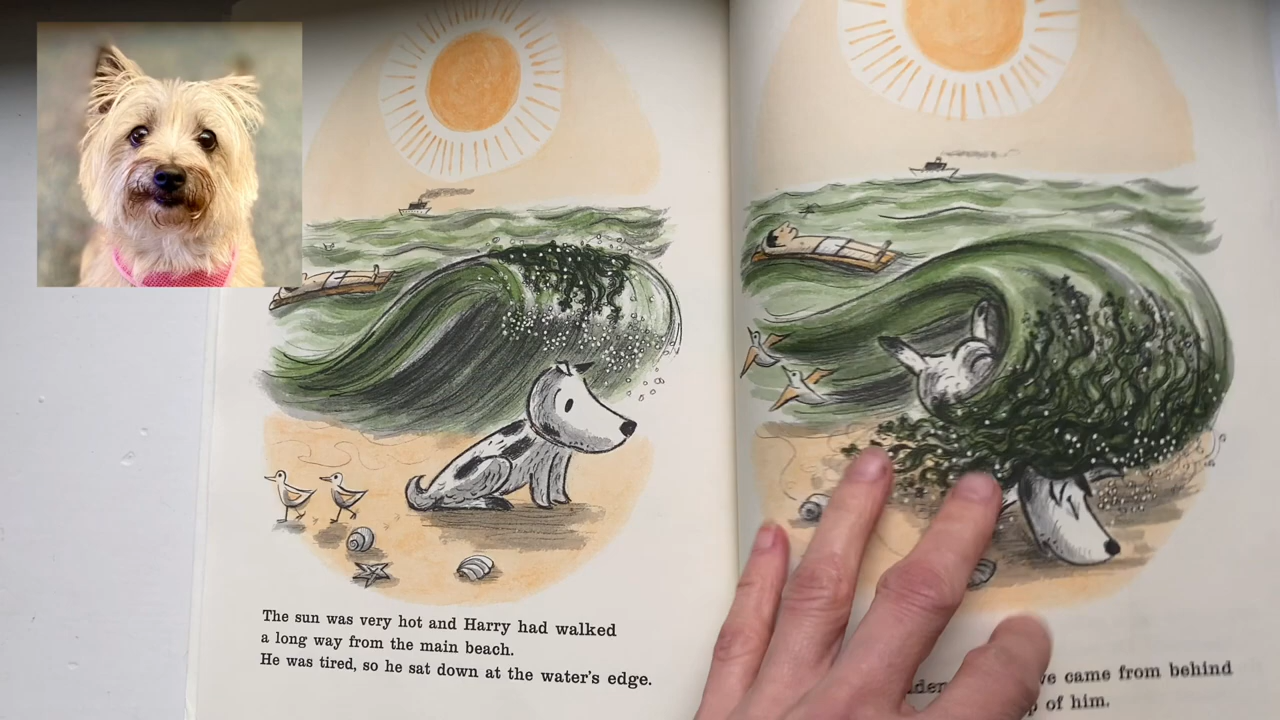 The sun was very hot and Harry had walked
a long way from the main beach.
He was tired, so he sat down at the water's edge.
came from behind
of him.